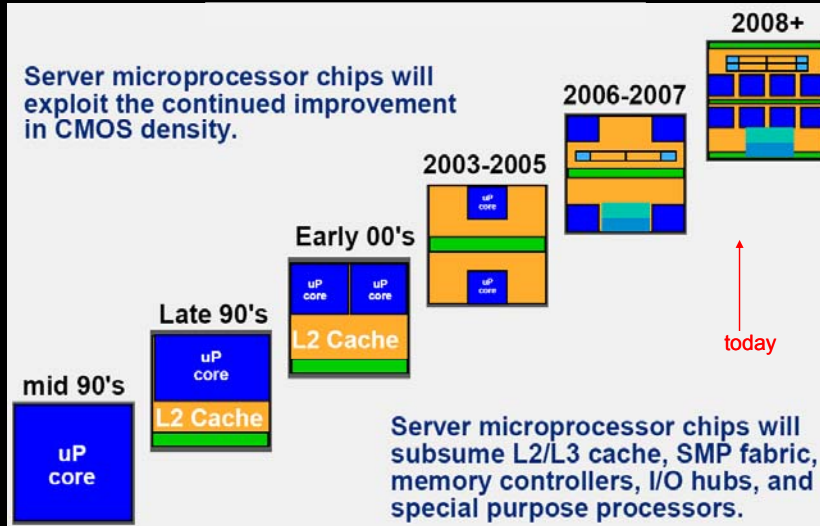 2008+
Server microprocessor chips will
exploit the continued improvement
in CMOS density.
2006-2007
2003-2005
uP
core
uP
core
Early 00's
uP
core
uP
core
L2 Cache
today
Late 90's
uP
core
L2 Cache
mid 90's
uP
core
Server microprocessor chips will
subsume L2/L3 cache, SMP fabric,
memory controllers, I/O hubs, and
special purpose processors.